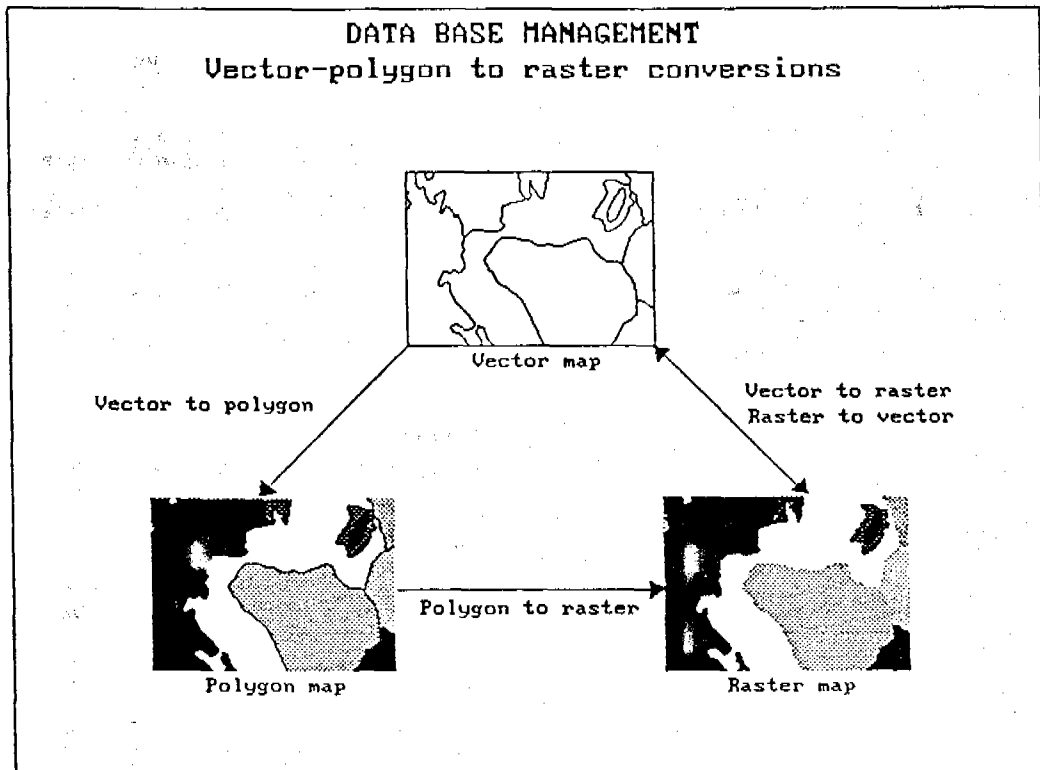 DATA BASE MANAGEMENT
Vector-polygon to raster conversions
Vector map
Vector to polygon
Vector to raster
Raster to vector
Polygon to raster
Polygon map
Raster map